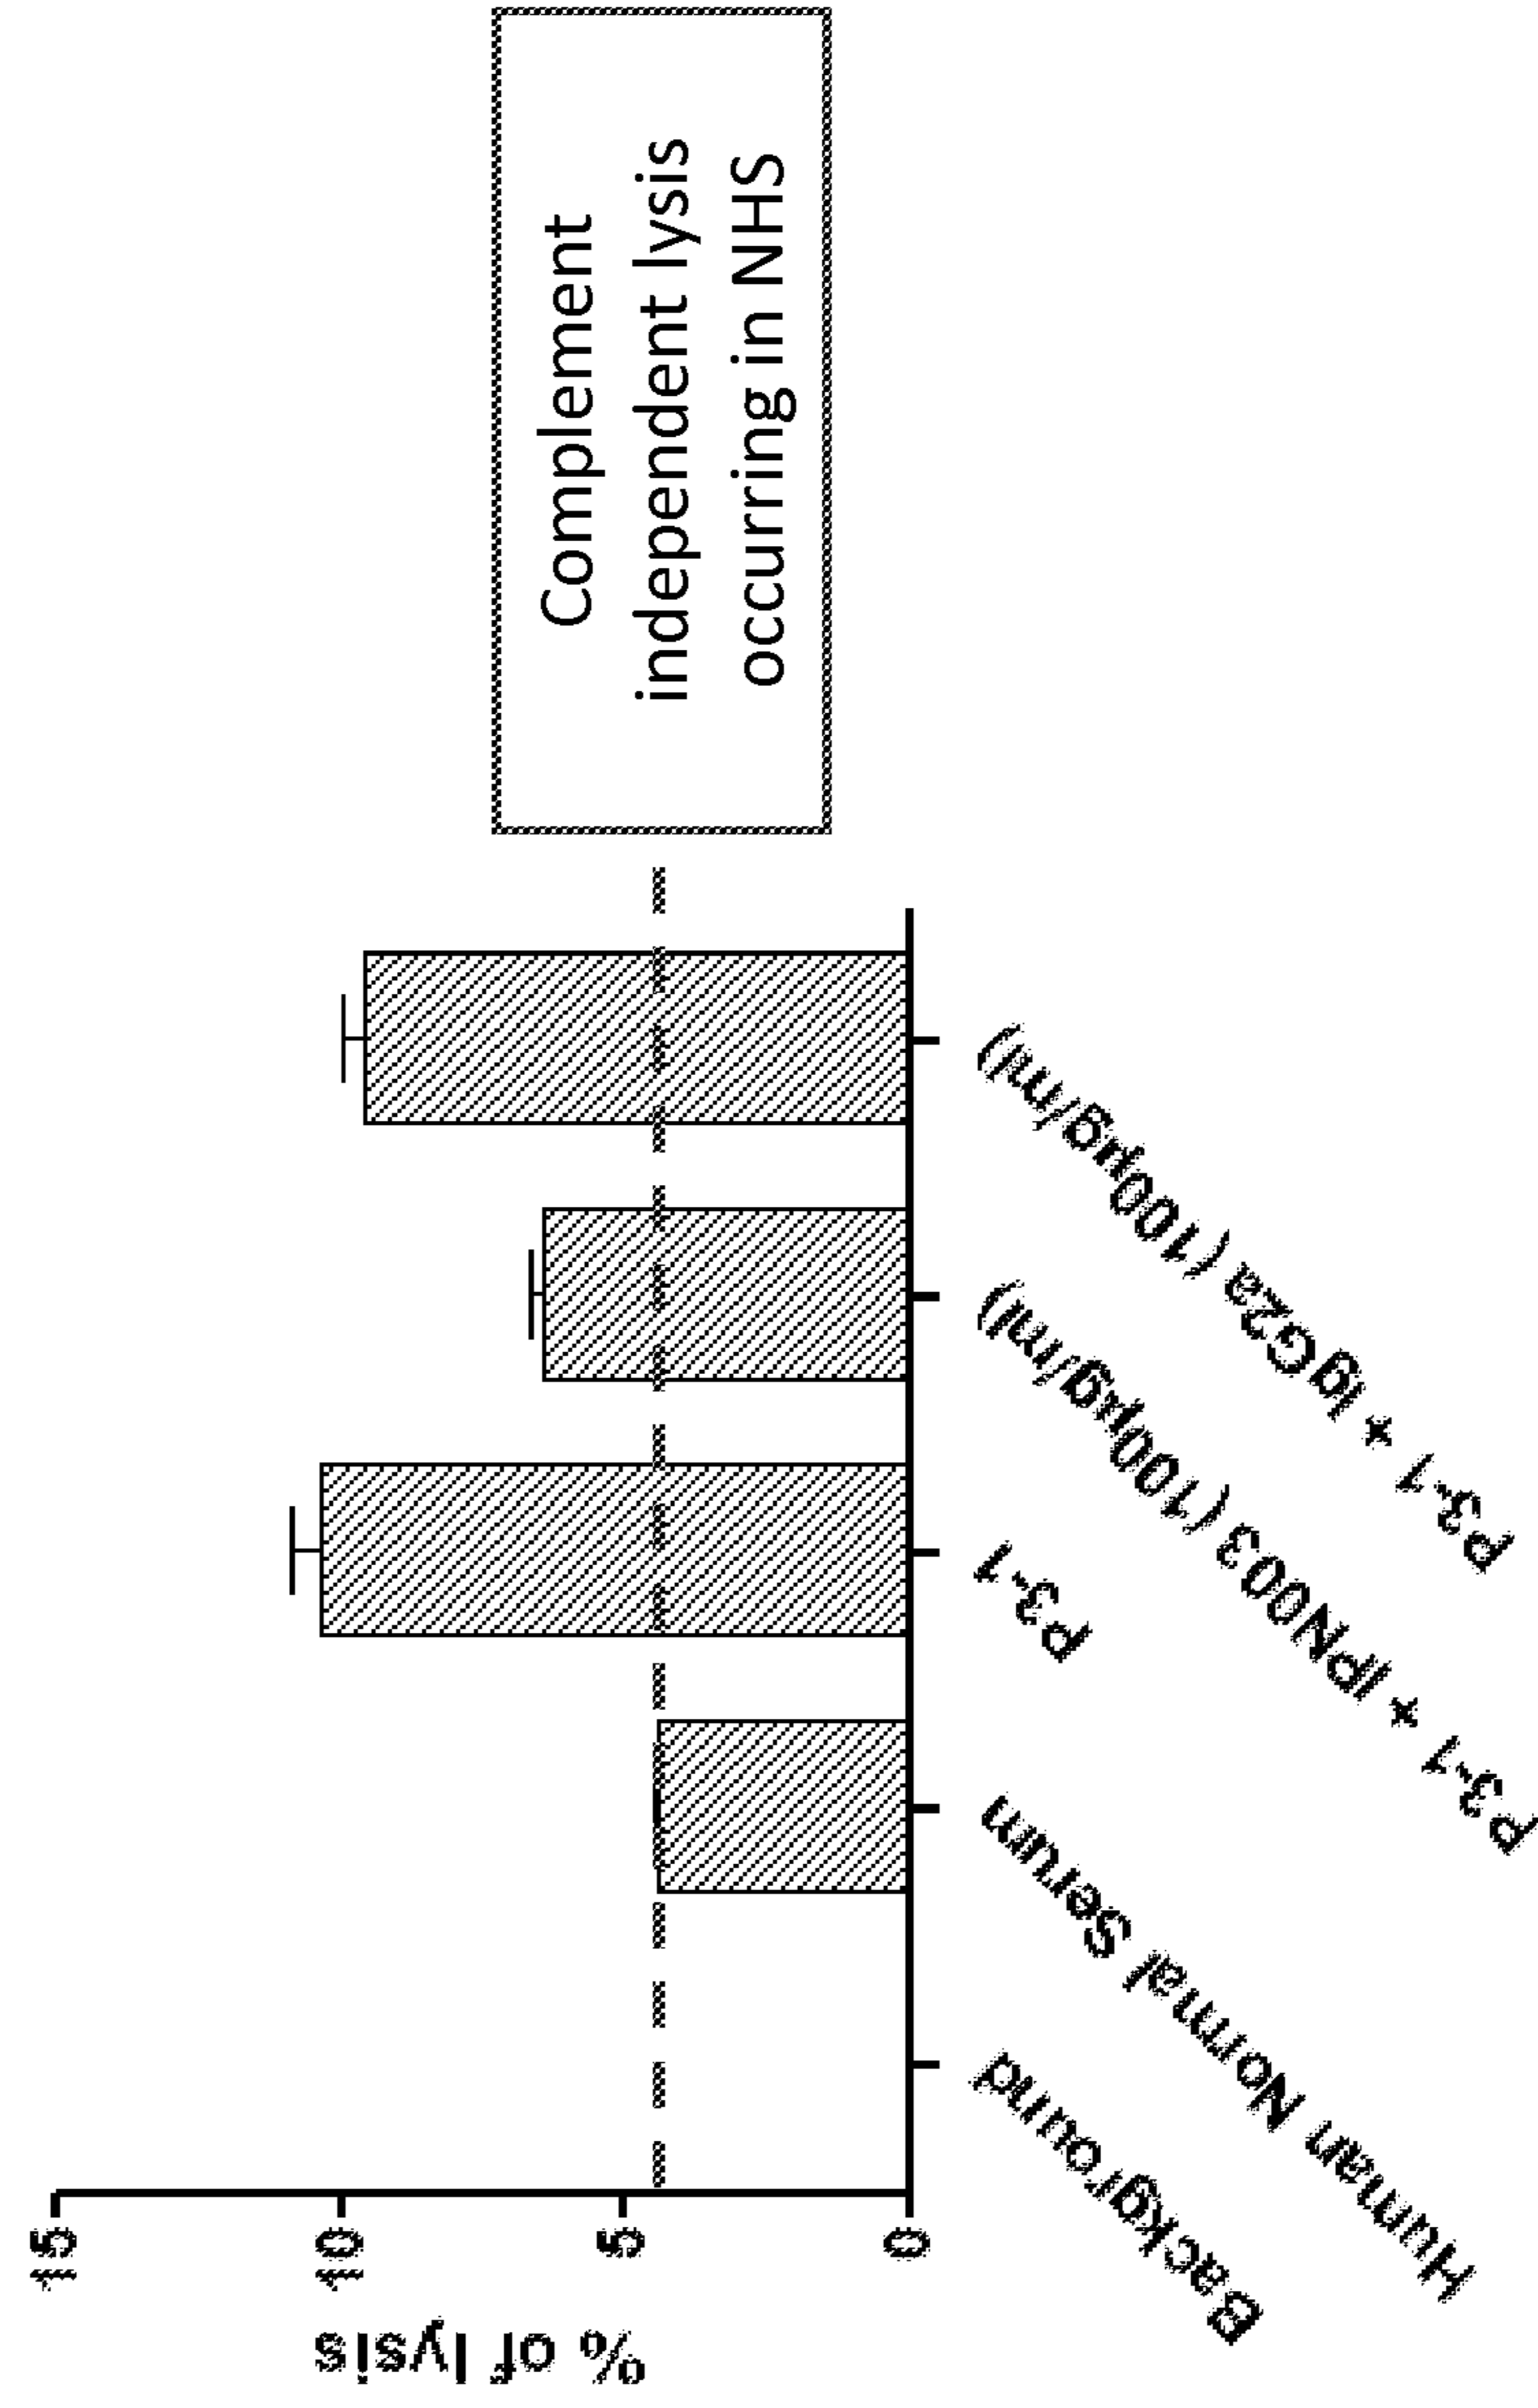 % of lysis
15
10
5
0
Background
Human Normal Serum
P3-1
P3-1 + IPN003 (100µg/ml)
P3-1 + IgG2a (100µg/ml)
Complement
independent lysis
occurring in NHS